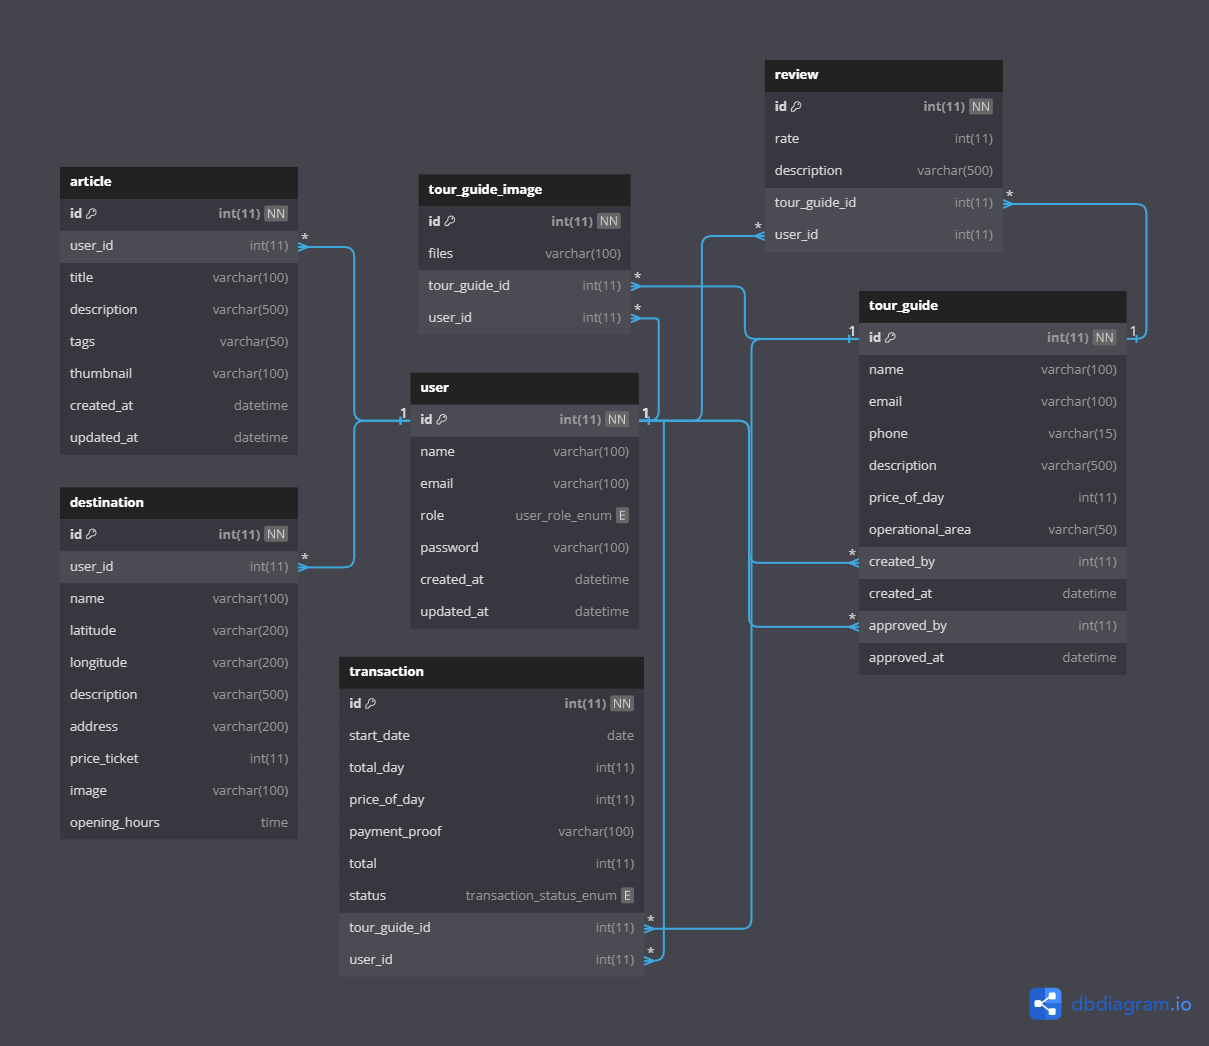 article
id int(11) NN
user_id int(11)
title varchar(100)
description varchar(500)
tags varchar(50)
thumbnail varchar(100)
created_at datetime
updated_at datetime
destination
id int(11) NN
user_id int(11)
name varchar(100)
latitude varchar(200)
longitude varchar(200)
description varchar(500)
address varchar(200)
price_ticket int(11)
image varchar(100)
opening_hours time
tour_guide_image
id int(11) NN
files varchar(100)
tour_guide_id int(11)
user_id int(11)
user
id int(11) NN
name varchar(100)
email varchar(100)
role user_role_enum E
password varchar(100)
created_at datetime
updated_at datetime
transaction
id int(11) NN
start_date date
total_day int(11)
price_of_day int(11)
payment_proof varchar(100)
total int(11)
status transaction_status_enum E
tour_guide_id int(11)
user_id int(11)
review
id int(11) NN
rate int(11)
description varchar(500)
tour_guide_id int(11)
user_id int(11)
tour_guide
id int(11) NN
name varchar(100)
email varchar(100)
phone varchar(15)
description varchar(500)
price_of_day int(11)
operational_area varchar(50)
created_by int(11)
created_at datetime
approved_by int(11)
approved_at datetime
*
*
1
*
*
1
*
*
*
*
1
1
*
*
dbdiagram.io